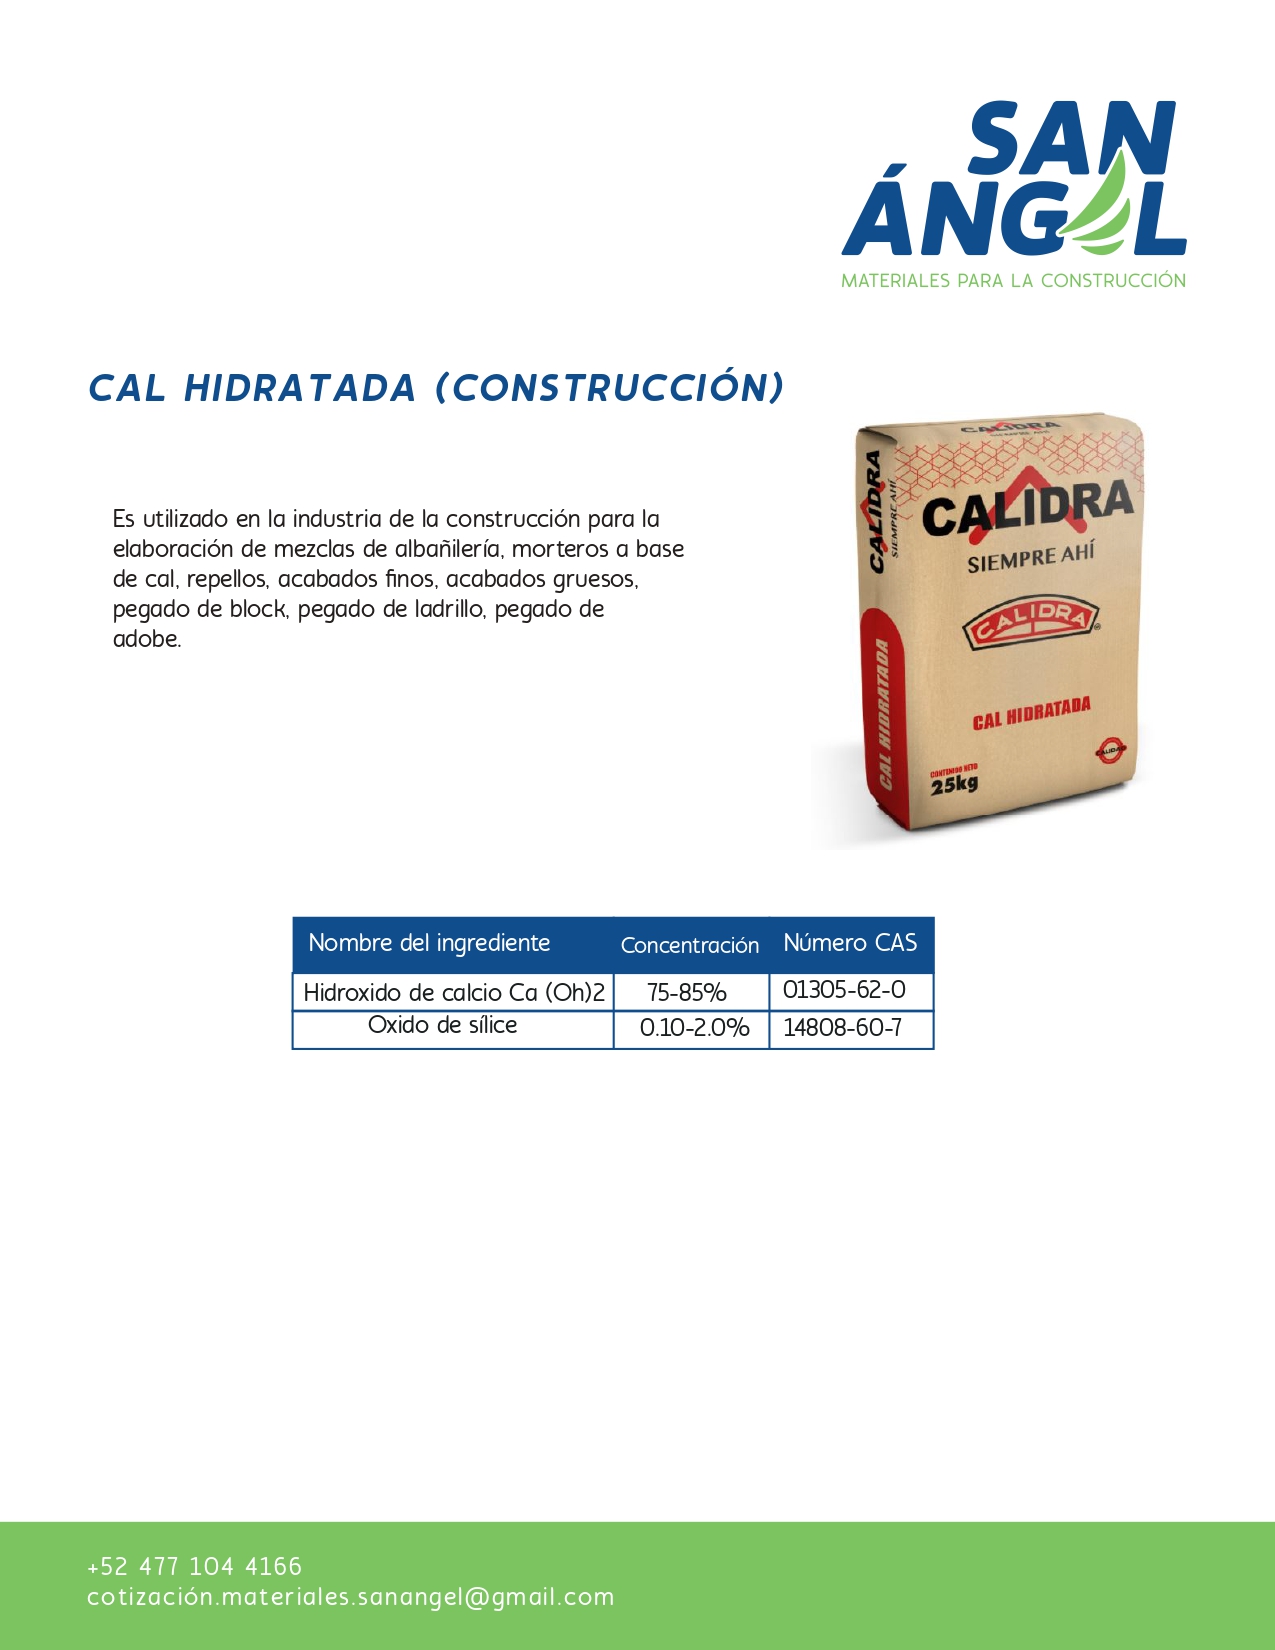 SAN
ÁNGEL
MATERIALES PARA LA CONSTRUCCIÓN
CAL HIDRATADA (CONSTRUCCIÓN)
Es utilizado en la industria de la construcción para la
elaboración de mezclas de albañilería, morteros a base
de cal, repellos, acabados finos, acabados gruesos,
pegado de block, pegado de ladrillo, pegado de
adobe.
CALIDRA
CALIDRA
SIEMPRE AHÍ
CALIDRA
SIEMPRE AHÍ
CALIDRA
CAL HIDRATADA
CAL HIDRATADA
CALIDAD
CONTENIDO NETO
25kg
Nombre del ingrediente Concentración Número CAS
Hidroxido de calcio Ca (Oh)2 75-85% 01305-62-0
Oxido de sílice 0.10-2.0% 14808-60-7
+52 477 104 4166
cotización.materiales.sanangel@gmail.com